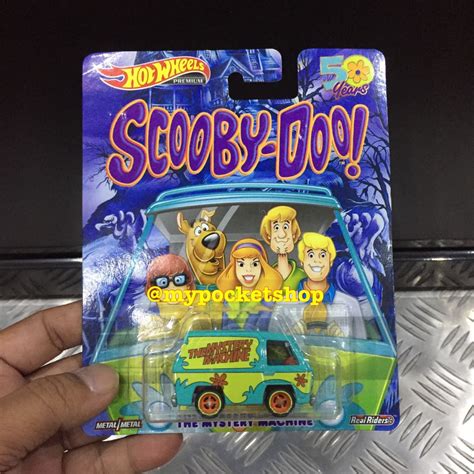 HOT WHEELS
PREMIUM
50
Years
SCOOBY-DOO!
@mypocketshop
THE MYSTERY
MACHINE
THE MYSTERY MACHINE
METAL/METAL
Real Riders